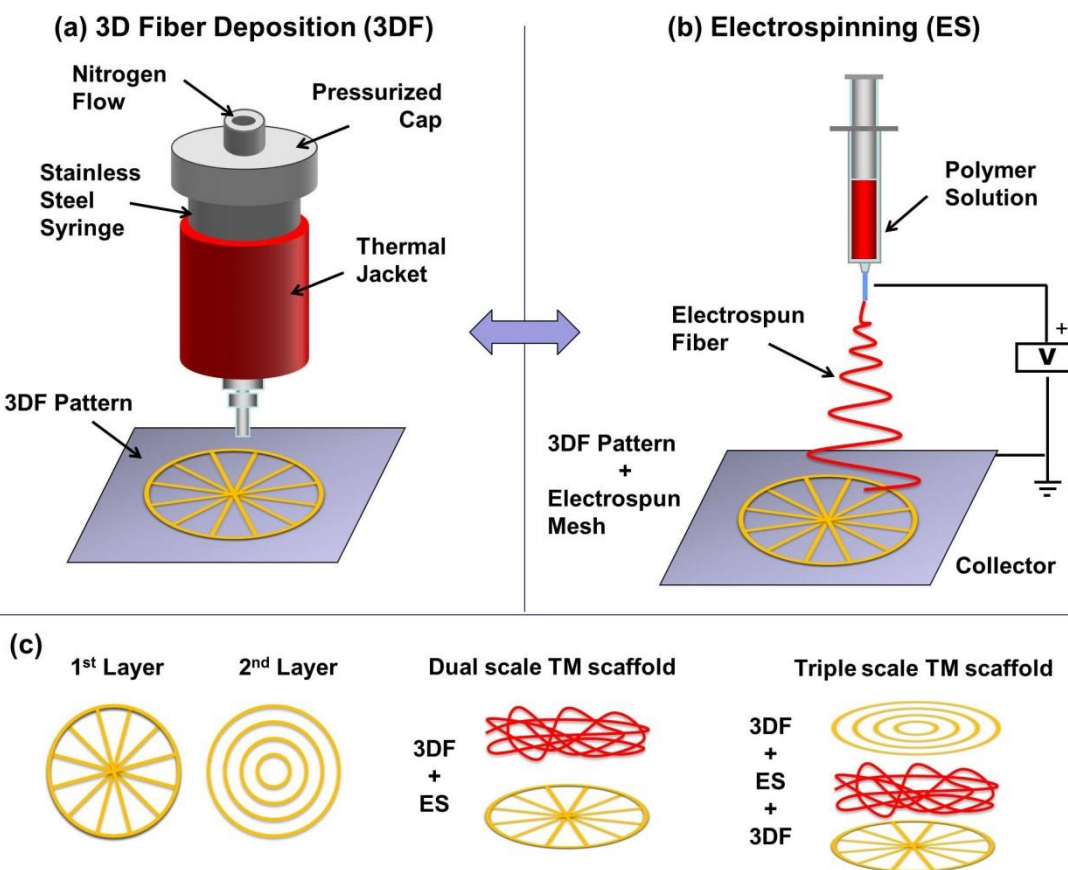 (a) 3D Fiber Deposition (3DF)
Nitrogen
Flow
Pressurized
Cap
Stainless
Steel
Syringe
Thermal
Jacket
3DF Pattern
(b) Electrospinning (ES)
Polymer
Solution
Electrospun
Fiber
+
V
3DF Pattern
+
Electrospun
Mesh
Collector
(c)
1st Layer
2nd Layer
Dual scale TM scaffold
3DF
+
ES
Triple scale TM scaffold
3DF
+
ES
+
3DF